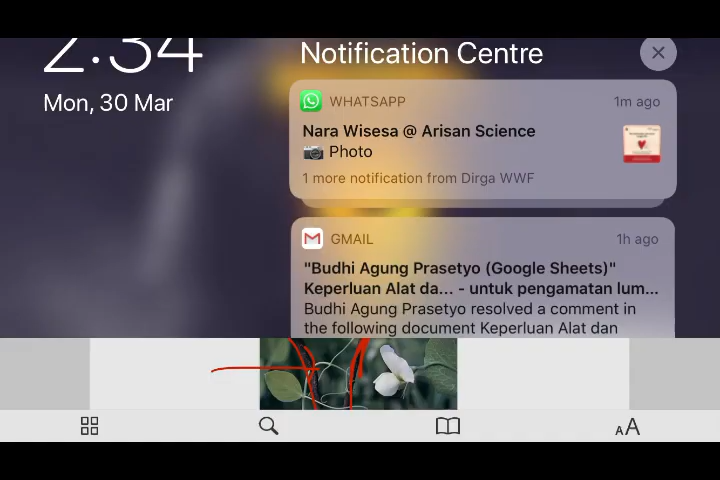 2:34
Mon, 30 Mar
Notification Centre
WHATSAPP 1m ago
Nara Wisesa @ Arisan Science
Photo
1 more notification from Dirga WWF
GMAIL 1h ago
"Budhi Agung Prasetyo (Google Sheets)"
Keperluan Alat da... - untuk pengamatan lum...
Budhi Agung Prasetyo resolved a comment in
the following document Keperluan Alat dan
AA